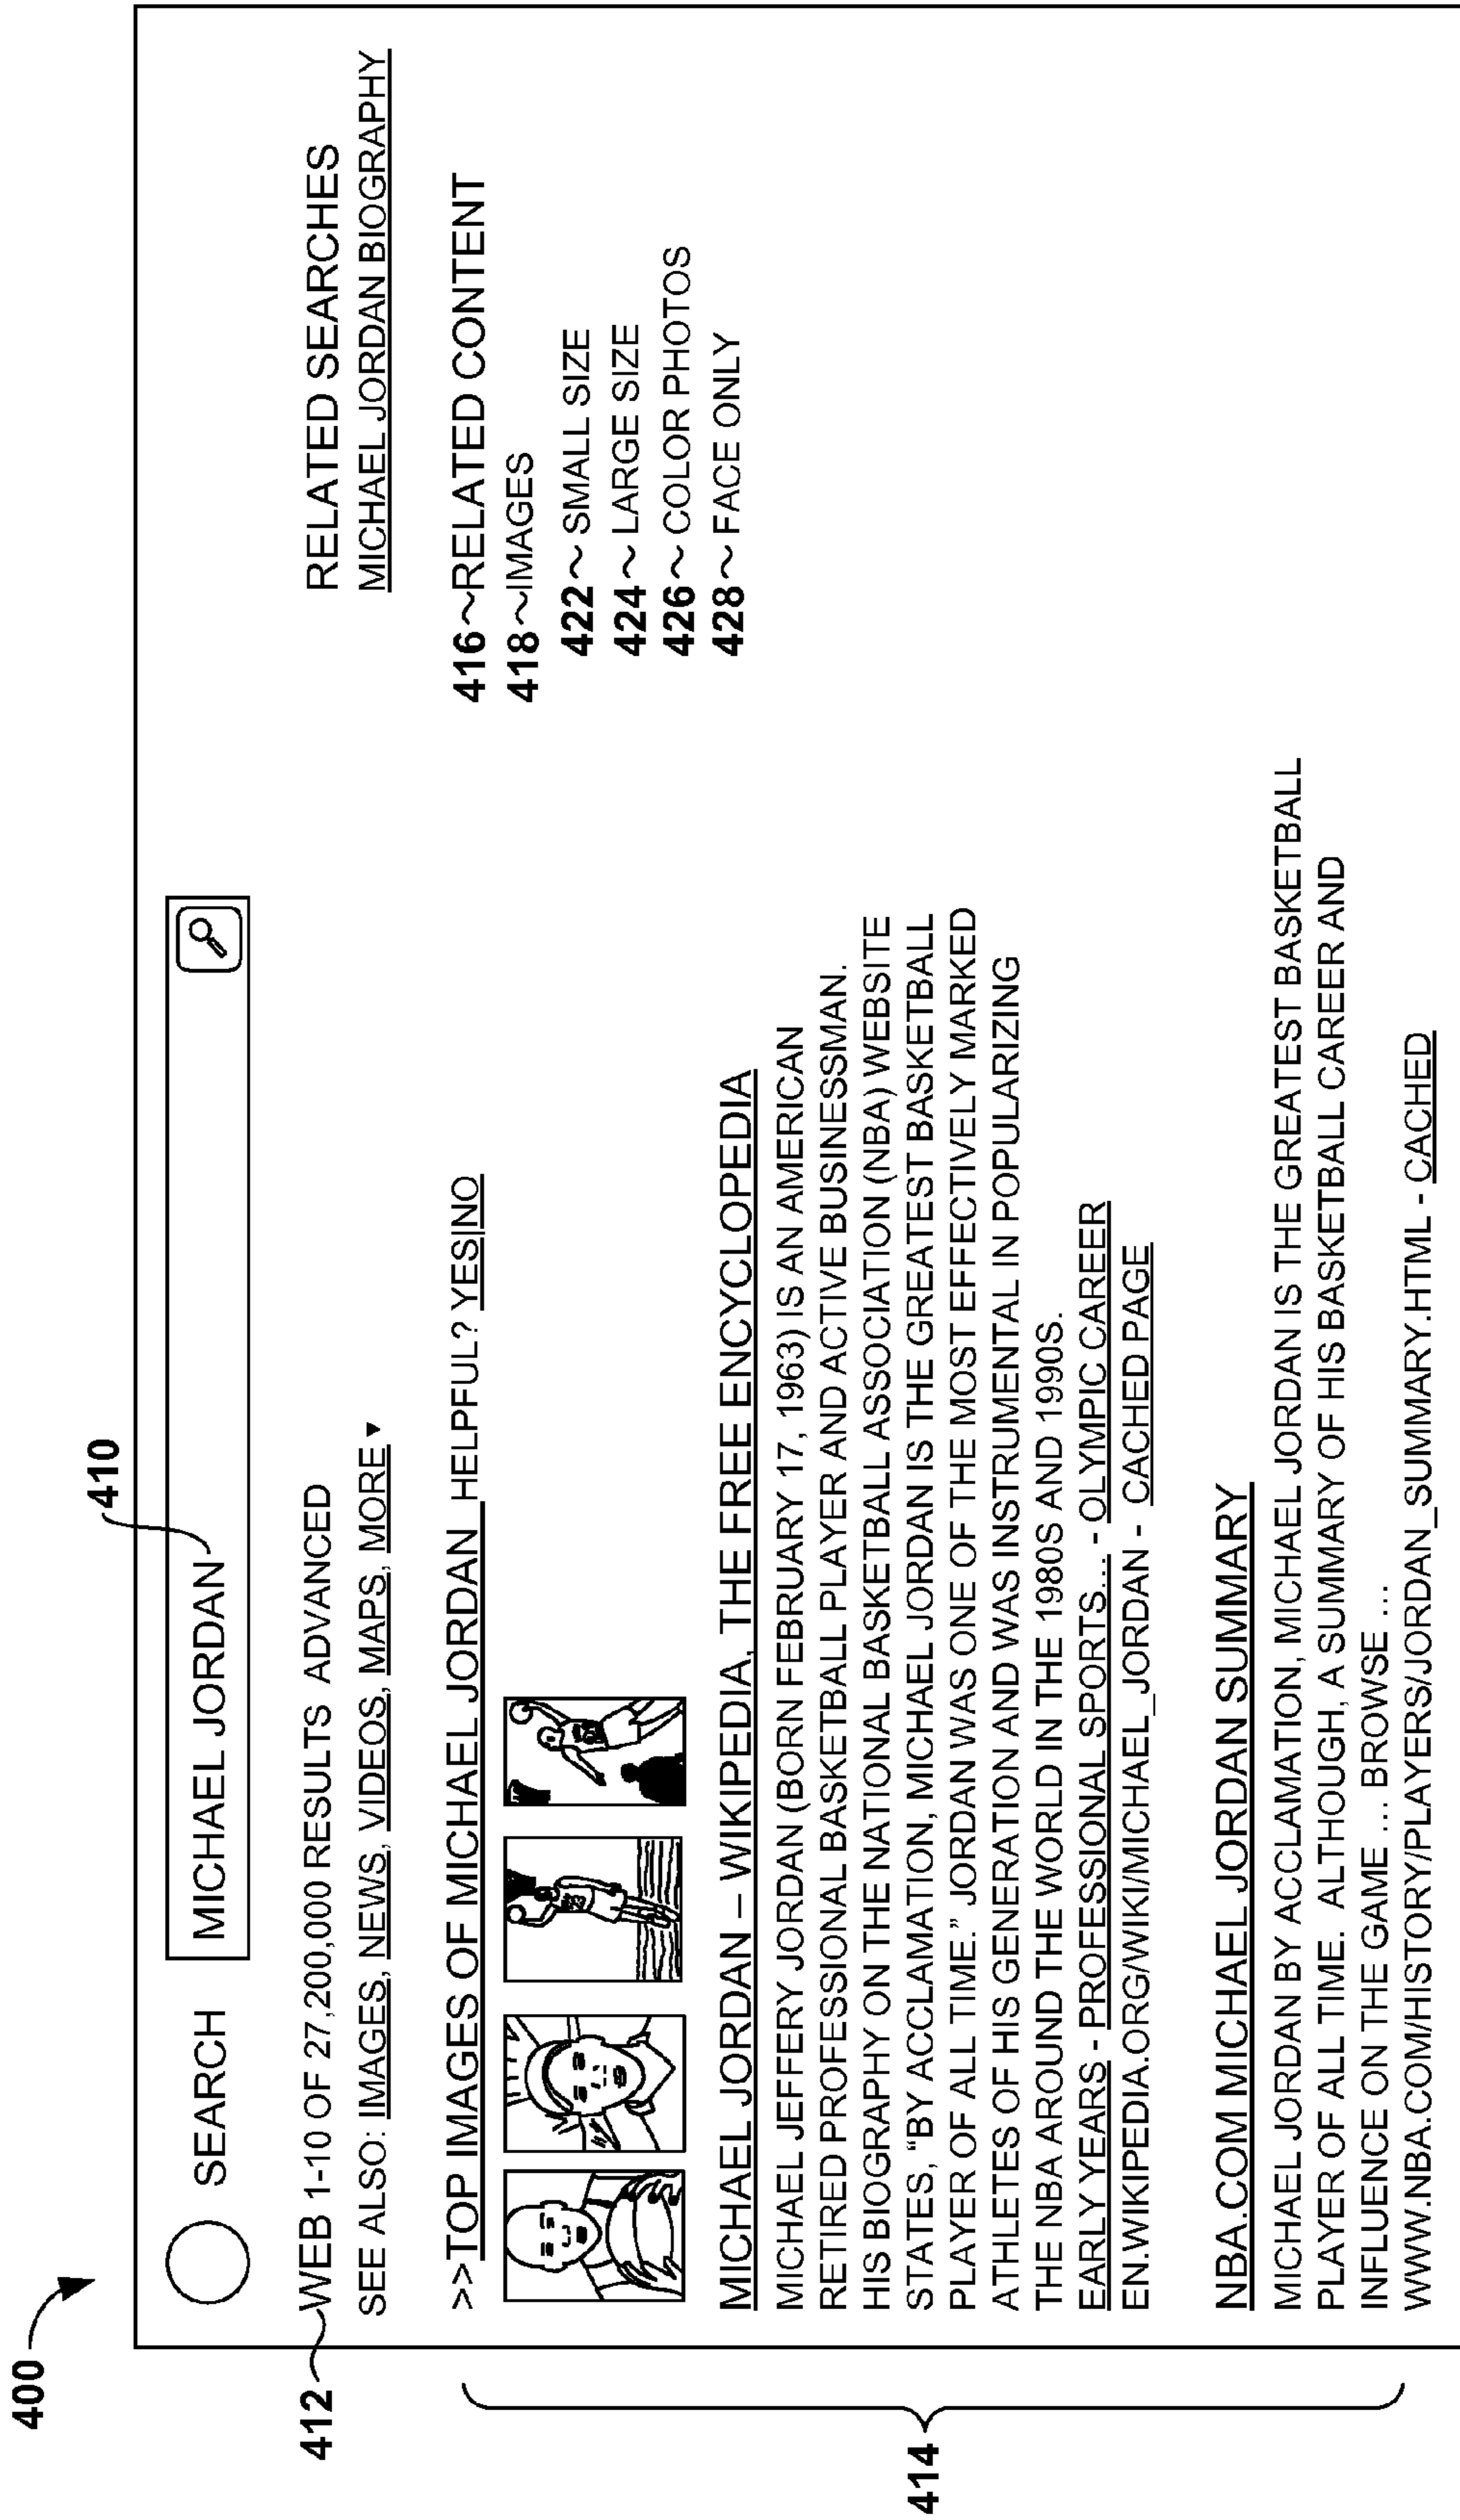 400
410
SEARCH MICHAEL JORDAN
412 WEB 1-10 OF 27,200,000 RESULTS ADVANCED
SEE ALSO: IMAGES, NEWS, VIDEOS, MAPS, MORE ▾
>>TOP IMAGES OF MICHAEL JORDAN HELPFUL? YES|NO
414
MICHAEL JORDAN – WIKIPEDIA, THE FREE ENCYCLOPEDIA
MICHAEL JEFFERY JORDAN (BORN FEBRUARY 17, 1963) IS AN AMERICAN
RETIRED PROFESSIONAL BASKETBALL PLAYER AND ACTIVE BUSINESSMAN.
HIS BIOGRAPHY ON THE NATIONAL BASKETBALL ASSOCIATION (NBA) WEBSITE
STATES, "BY ACCLAMATION, MICHAEL JORDAN IS THE GREATEST BASKETBALL
PLAYER OF ALL TIME." JORDAN WAS ONE OF THE MOST EFFECTIVELY MARKED
ATHLETES OF HIS GENERATION AND WAS INSTRUMENTAL IN POPULARIZING
THE NBA AROUND THE WORLD IN THE 1980S AND 1990S.
EARLY YEARS - PROFESSIONAL SPORTS... - OLYMPIC CAREER
EN.WIKIPEDIA.ORG/WIKI/MICHAEL_JORDAN - CACHED PAGE
NBA.COM MICHAEL JORDAN SUMMARY
MICHAEL JORDAN BY ACCLAMATION, MICHAEL JORDAN IS THE GREATEST BASKETBALL
PLAYER OF ALL TIME. ALTHOUGH, A SUMMARY OF HIS BASKETBALL CAREER AND
INFLUENCE ON THE GAME ... BROWSE ...
WWW.NBA.COM/HISTORY/PLAYERS/JORDAN_SUMMARY.HTML - CACHED
RELATED SEARCHES
MICHAEL JORDAN BIOGRAPHY
416 RELATED CONTENT
418 IMAGES
422 SMALL SIZE
424 LARGE SIZE
426 COLOR PHOTOS
428 FACE ONLY